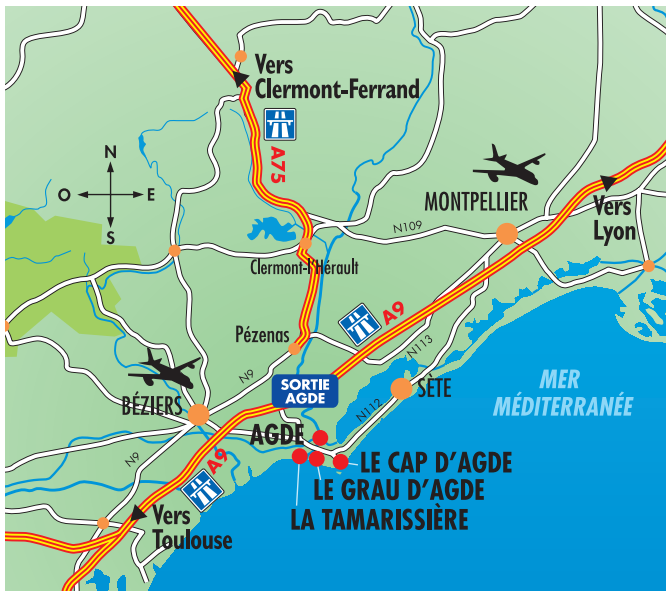 Vers
Clermont-Ferrand
A75
N
O
E
S
MONTPELLIER
Vers
Lyon
N109
Clermont-l'Hérault
A9
Pézenas
N113
N9
SORTIE
AGDE
SÈTE
MER
MÉDITERRANÉE
BÉZIERS
N112
AGDE
N9
A9
LE CAP D'AGDE
LE GRAU D'AGDE
LA TAMARISSIÈRE
Vers
Toulouse